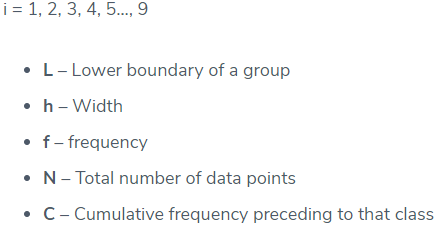 i = 1, 2, 3, 4, 5..., 9
• L – Lower boundary of a group
• h – Width
• f – frequency
• N – Total number of data points
• C – Cumulative frequency preceding to that class